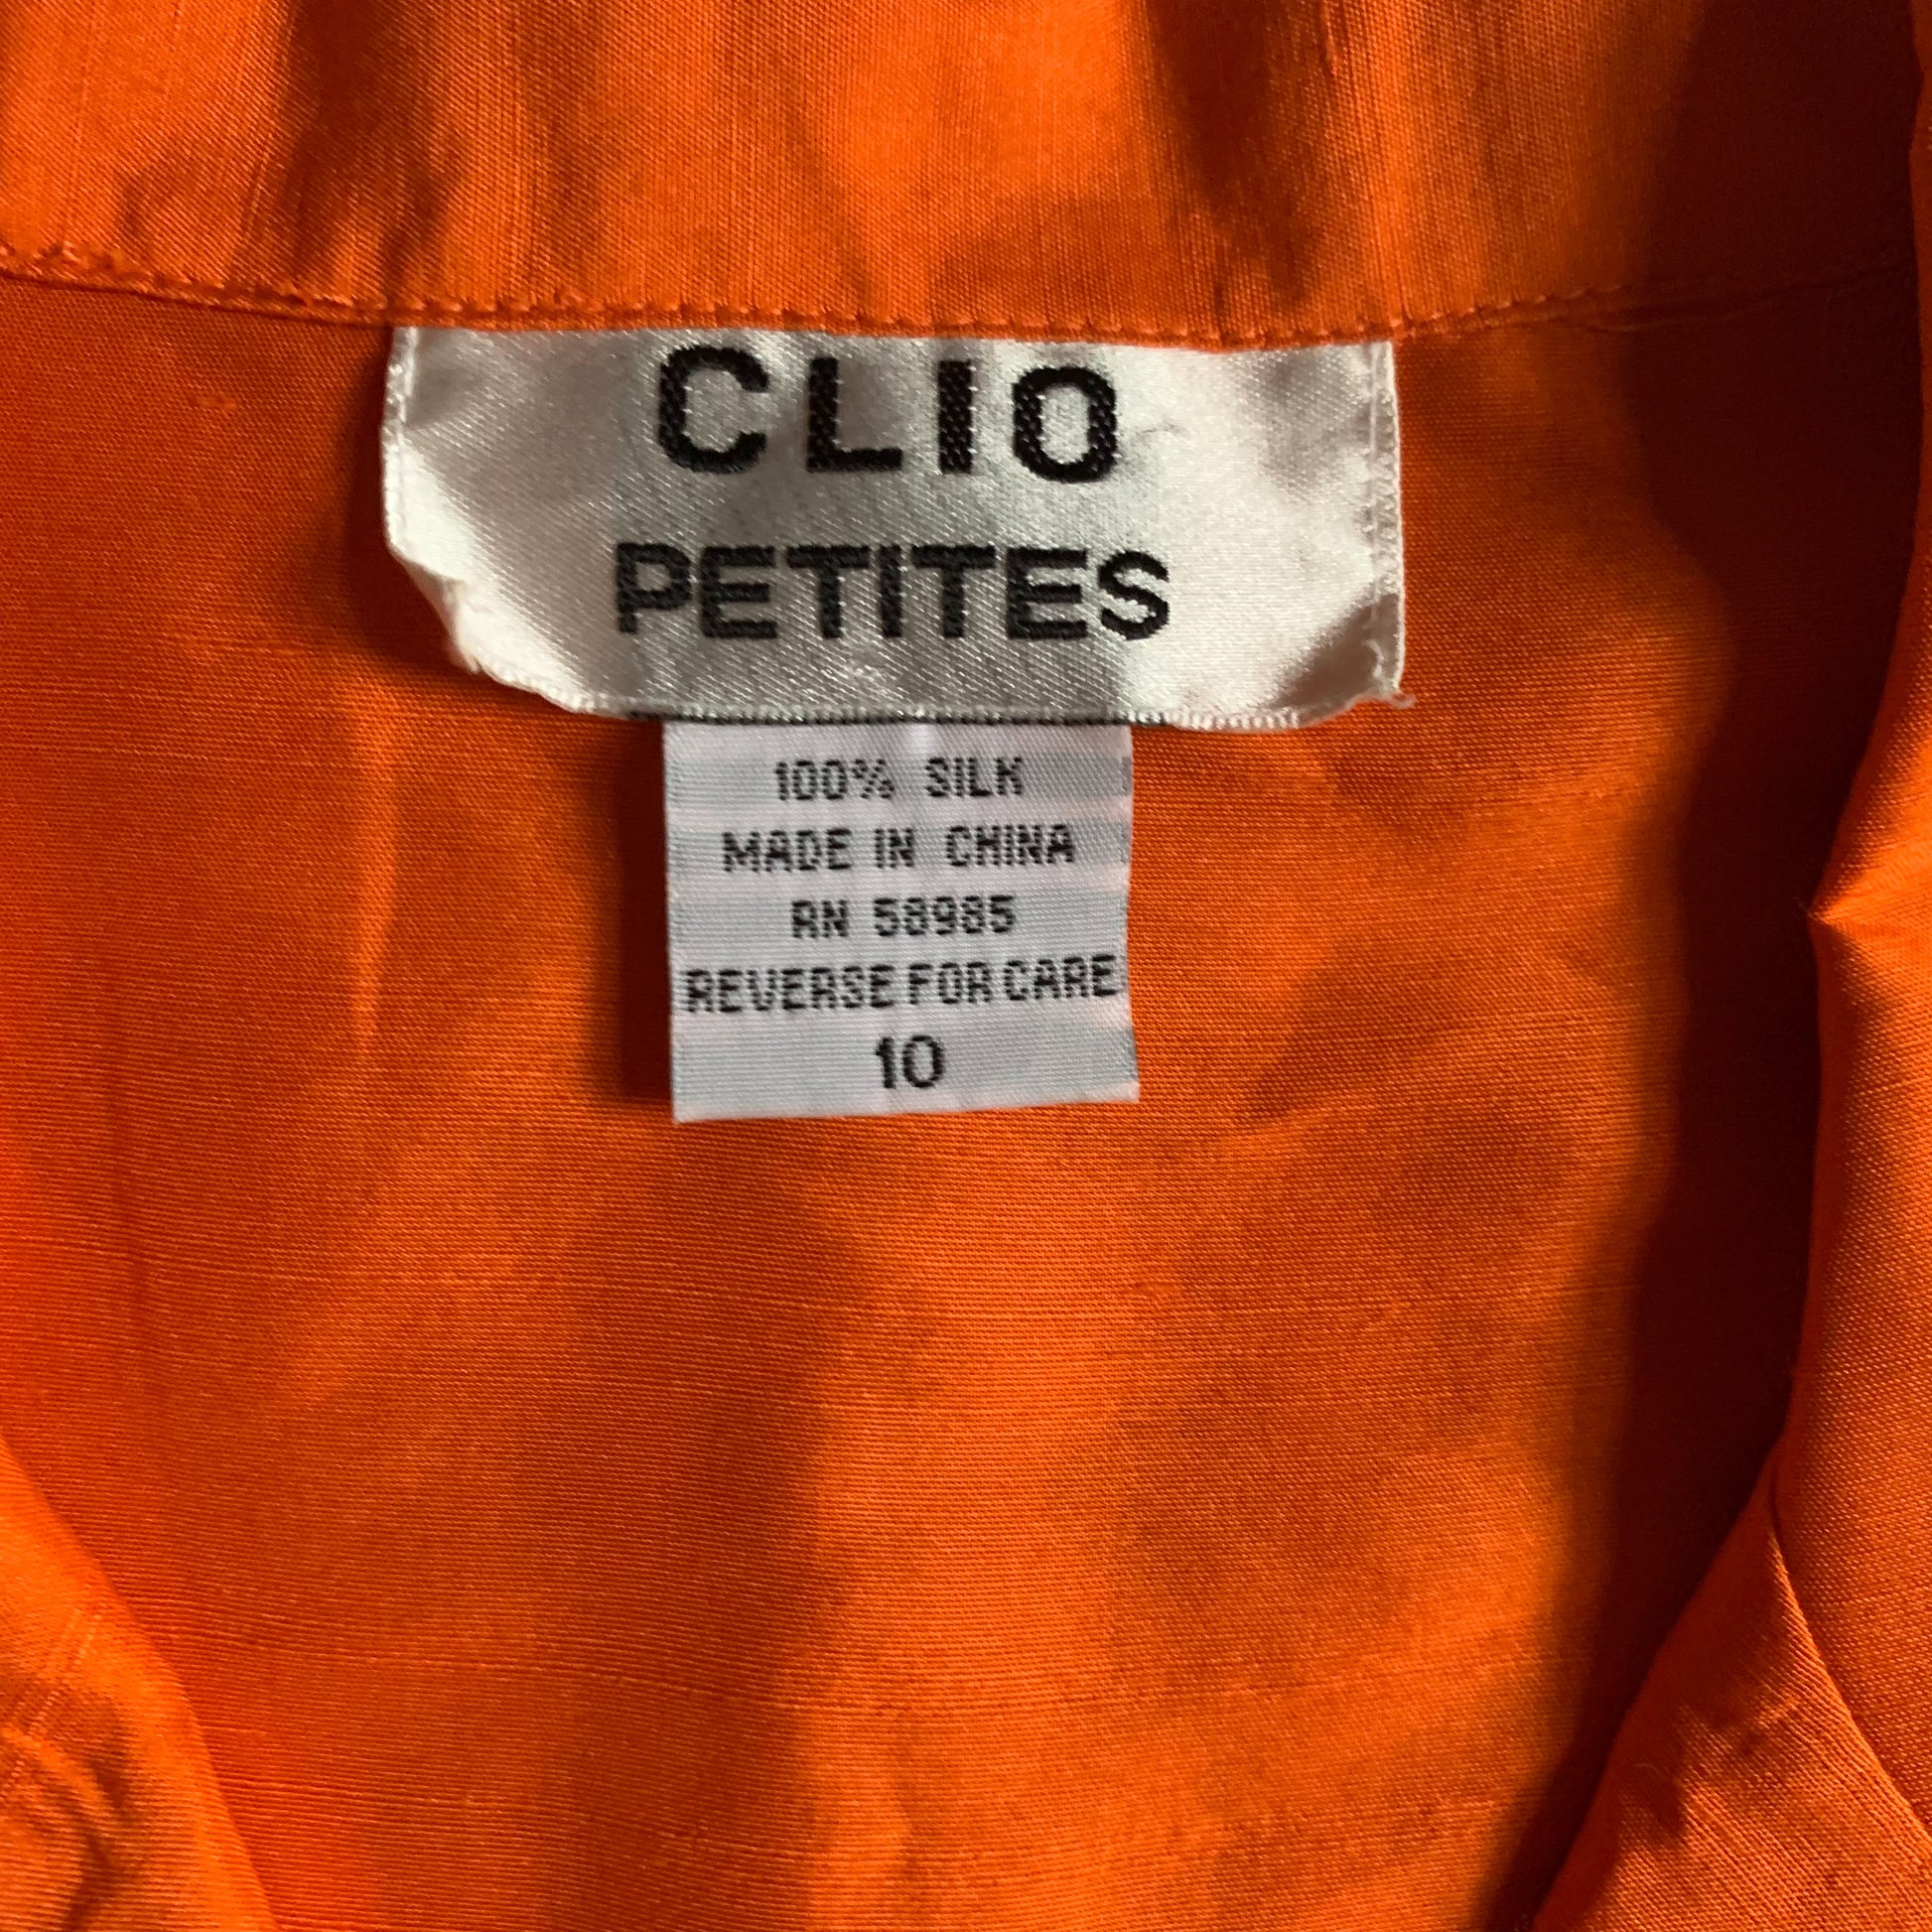 CLIO
PETITES
100% SILK
MADE IN CHINA
RN 58985
REVERSE FOR CARE
10